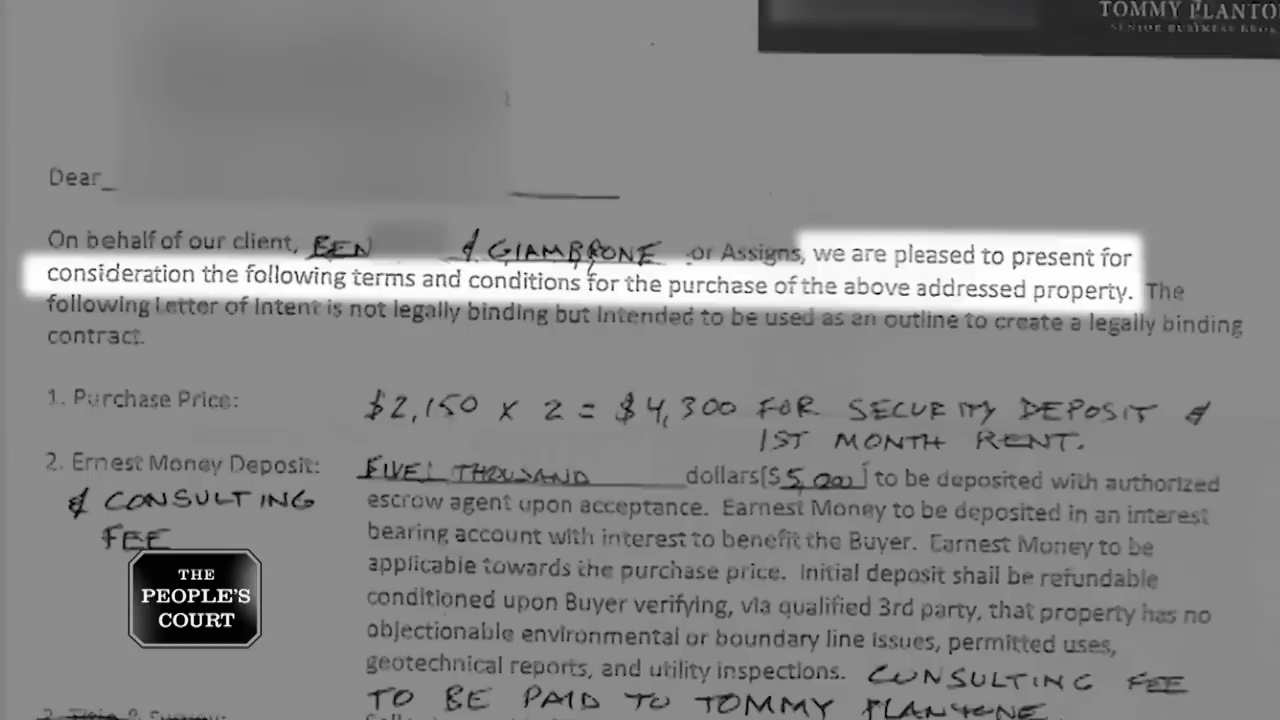 TOMMY PLANTO
SENIOR BUSINESS BROK
Dear_
On behalf of our client, BEN & GIAMBRONE or Assigns, we are pleased to present for
consideration the following terms and conditions for the purchase of the above addressed property. The
following Letter of Intent is not legally binding but intended to be used as an outline to create a legally binding
contract.
1. Purchase Price: $2,150 x 2 = $4,300 FOR SECURITY DEPOSIT &
1ST MONTH RENT.
2. Ernest Money Deposit: THOUSAND dollars[$5,000] to be deposited with authorized
& CONSULTING escrow agent upon acceptance. Earnest Money to be deposited in an interest
FEE bearing account with interest to benefit the Buyer. Earnest Money to be
applicable towards the purchase price. Initial deposit shall be refundable
conditioned upon Buyer verifying, via qualified 3rd party, that property has no
objectionable environmental or boundary line issues, permitted uses,
geotechnical reports, and utility inspections. CONSULTING FEE
TO BE PAID TO TOMMY PLANTONE
THE
PEOPLE'S
COURT